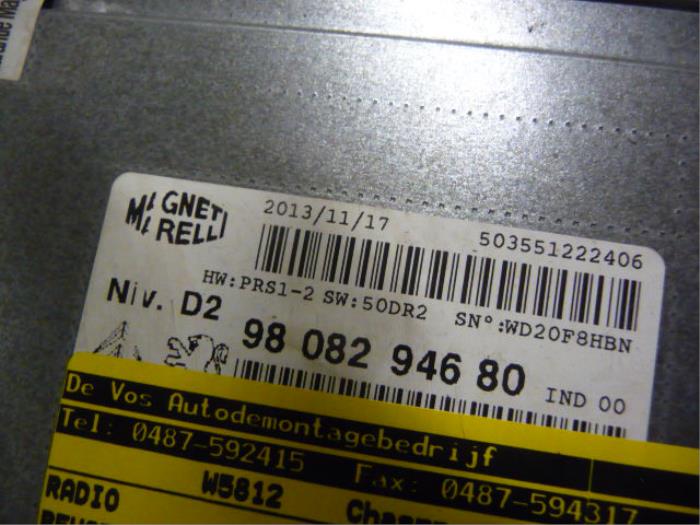 MAGNETI
MARELLI
2013/11/17
503551222406
HW:PRS1-2 SW:50DR2 SN°:WD20F8HBN
Niv. D2 98 082 946 80 IND 00
De Vos Autodemontagebedrijf
Tel: 0487-592415 Fax: 0487-594317
RADIO W5812